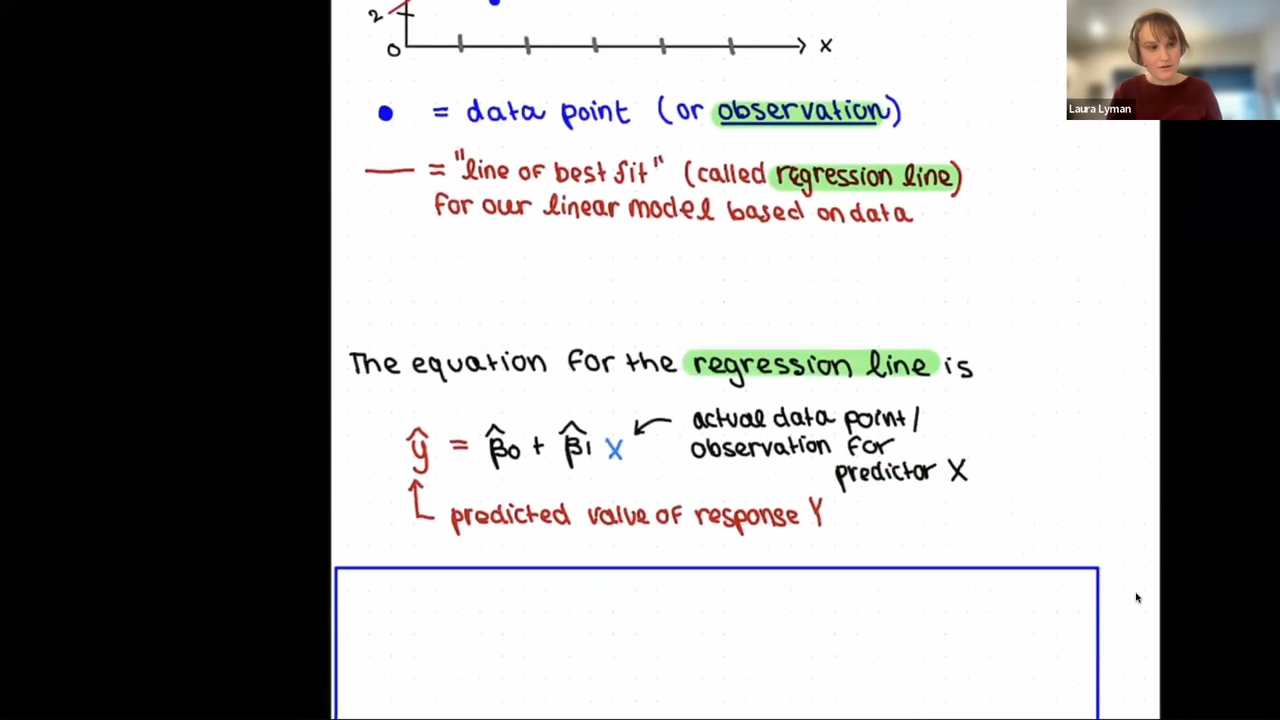 2
0
x
Laura Lyman
= data point (or observation)
= "line of best fit" (called regression line)
for our linear model based on data
The equation for the regression line is
ŷ = β̂0 + β̂1 x
actual data point/
observation for
predictor X
predicted value of response Y